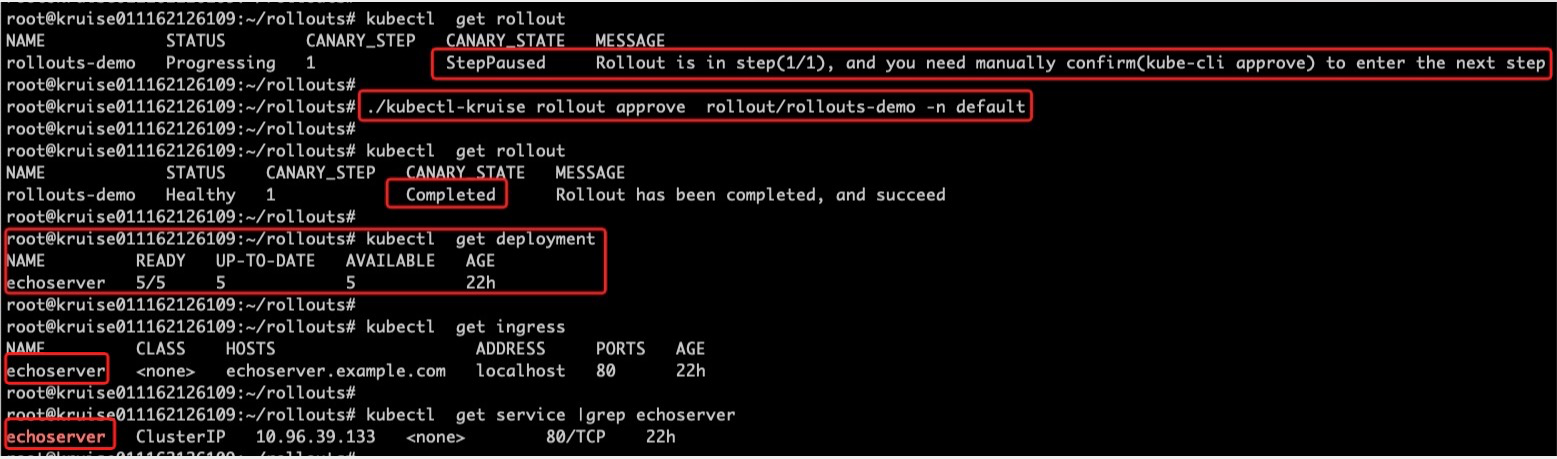 root@kruise011162126109:~/rollouts# kubectl  get rollout
NAME            STATUS        CANARY_STEP   CANARY_STATE   MESSAGE
rollouts-demo   Progressing   1             StepPaused     Rollout is in step(1/1), and you need manually confirm(kube-cli approve) to enter the next step
root@kruise011162126109:~/rollouts#
root@kruise011162126109:~/rollouts# ./kubectl-kruise rollout approve  rollout/rollouts-demo -n default
root@kruise011162126109:~/rollouts#
root@kruise011162126109:~/rollouts# kubectl  get rollout
NAME            STATUS    CANARY_STEP   CANARY_STATE   MESSAGE
rollouts-demo   Healthy   1             Completed      Rollout has been completed, and succeed
root@kruise011162126109:~/rollouts#
root@kruise011162126109:~/rollouts# kubectl  get deployment
NAME         READY   UP-TO-DATE   AVAILABLE   AGE
echoserver   5/5     5            5           22h
root@kruise011162126109:~/rollouts#
root@kruise011162126109:~/rollouts# kubectl  get ingress
NAME         CLASS    HOSTS                    ADDRESS     PORTS   AGE
echoserver   <none>   echoserver.example.com   localhost   80      22h
root@kruise011162126109:~/rollouts#
root@kruise011162126109:~/rollouts# kubectl  get service |grep echoserver
echoserver   ClusterIP   10.96.39.133   <none>        80/TCP    22h
root@kruise011162126109:~/rollouts#